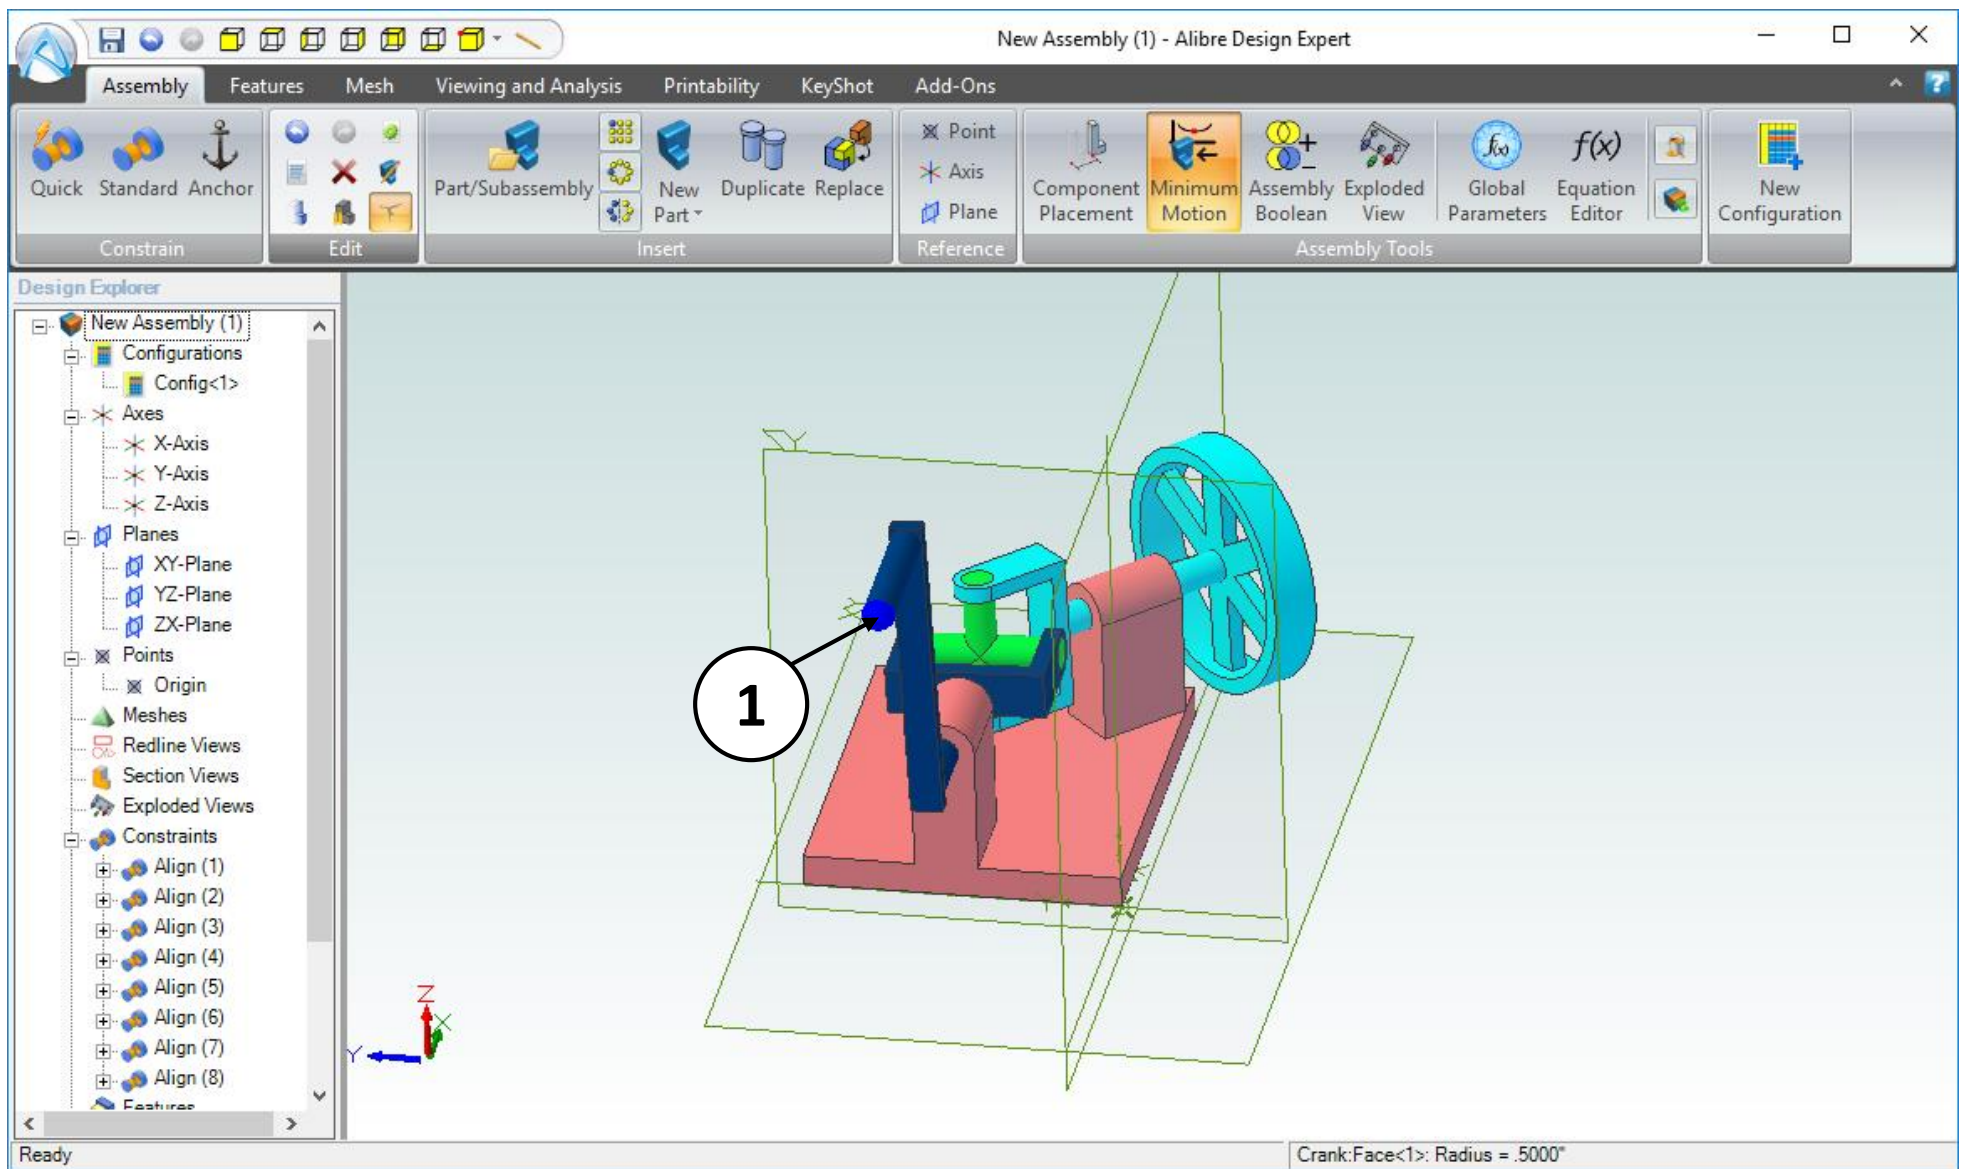 New Assembly (1) - Alibre Design Expert
Assembly Features Mesh Viewing and Analysis Printability KeyShot Add-Ons
?
Quick Standard Anchor
Constrain
Edit
Part/Subassembly
New
Part
Duplicate Replace
Insert
Point
Axis
Plane
Reference
Component
Placement
Minimum
Motion
Assembly
Boolean
Exploded
View
f(x)
Global
Parameters
f(x)
Equation
Editor
Assembly Tools
New
Configuration
Design Explorer
New Assembly (1)
Configurations
Config<1>
Axes
X-Axis
Y-Axis
Z-Axis
Planes
XY-Plane
YZ-Plane
ZX-Plane
Points
Origin
Meshes
Redline Views
Section Views
Exploded Views
Constraints
Align (1)
Align (2)
Align (3)
Align (4)
Align (5)
Align (6)
Align (7)
Align (8)
Features
1
Z
X
Y
Ready
Crank:Face<1>: Radius = .5000"